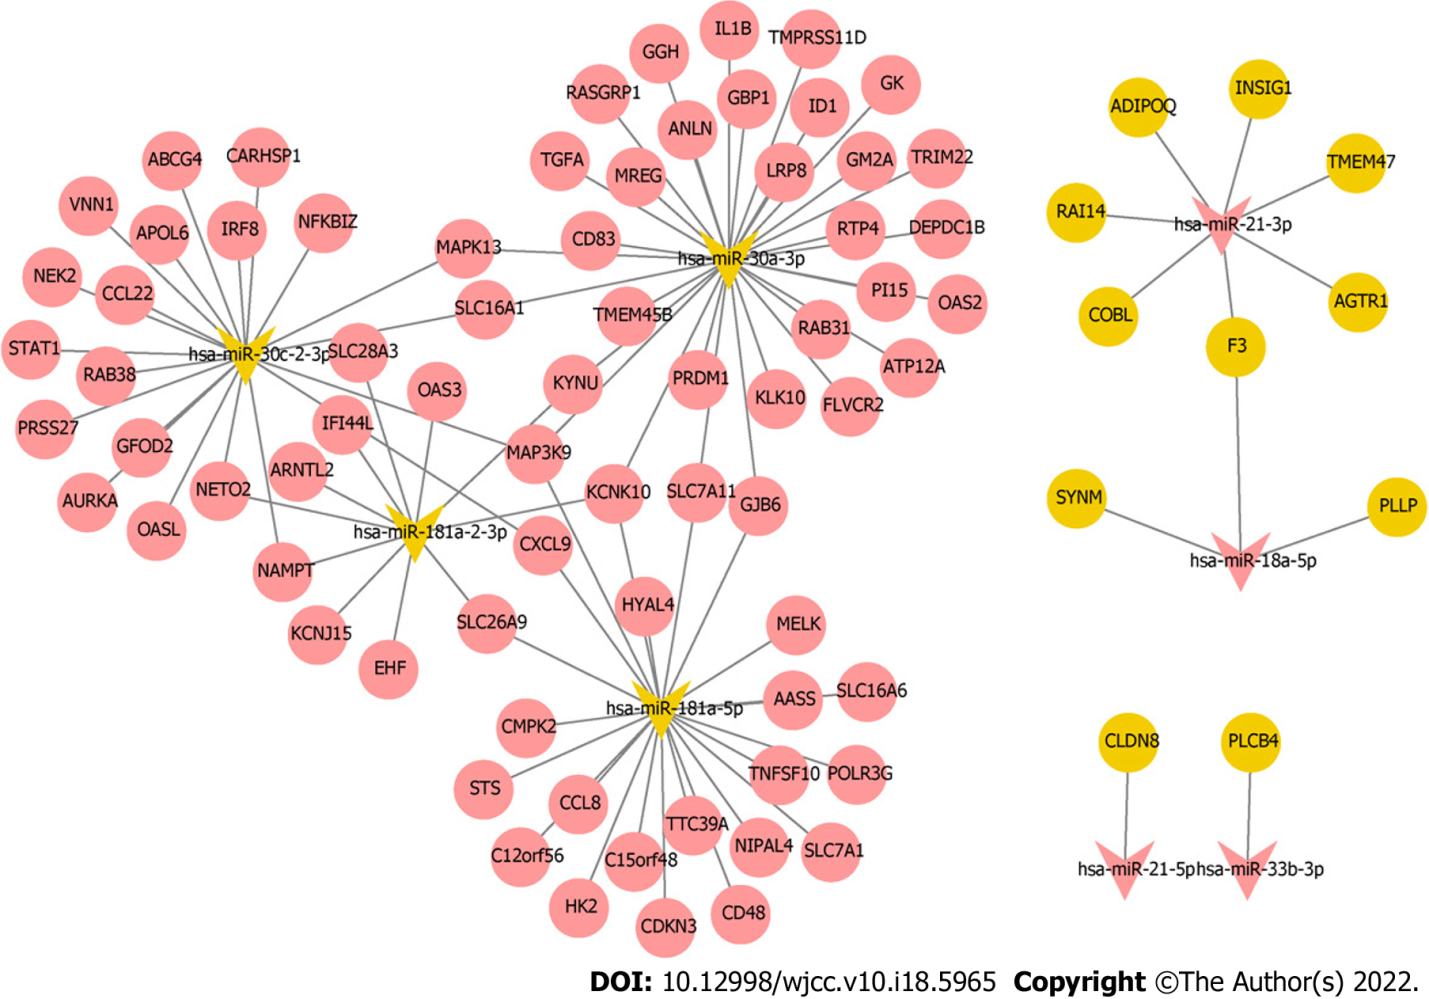 IL1B
TMPRSS11D
GGH
INSIG1
GK
RASGRP1
GBP1
ID1
ADIPOQ
ANLN
ABCG4
CARHSP1
TGFA
GM2A
TRIM22
TMEM47
MREG
LRP8
VNN1
RAI14
NFKBIZ
APOL6
IRF8
hsa-miR-21-3p
RTP4
DEPDC1B
CD83
MAPK13
hsa-miR-30a-3p
NEK2
CCL22
PI15
OAS2
AGTR1
SLC16A1
TMEM45B
COBL
RAB31
STAT1
hsa-miR-30c-2-3p
SLC28A3
F3
RAB38
ATP12A
KYNU
PRDM1
OAS3
KLK10
FLVCR2
PRSS27
IFI44L
GFOD2
MAP3K9
ARNTL2
NETO2
KCNK10
SLC7A11
GJB6
SYNM
PLLP
AURKA
OASL
hsa-miR-181a-2-3p
CXCL9
hsa-miR-18a-5p
NAMPT
HYAL4
SLC26A9
MELK
KCNJ15
EHF
SLC16A6
AASS
hsa-miR-181a-5p
CMPK2
CLDN8
PLCB4
TNFSF10
POLR3G
STS
CCL8
TTC39A
NIPAL4
SLC7A1
C12orf56
C15orf48
hsa-miR-21-5p
hsa-miR-33b-3p
HK2
CD48
CDKN3
DOI: 10.12998/wjcc.v10.i18.5965 Copyright ©The Author(s) 2022.